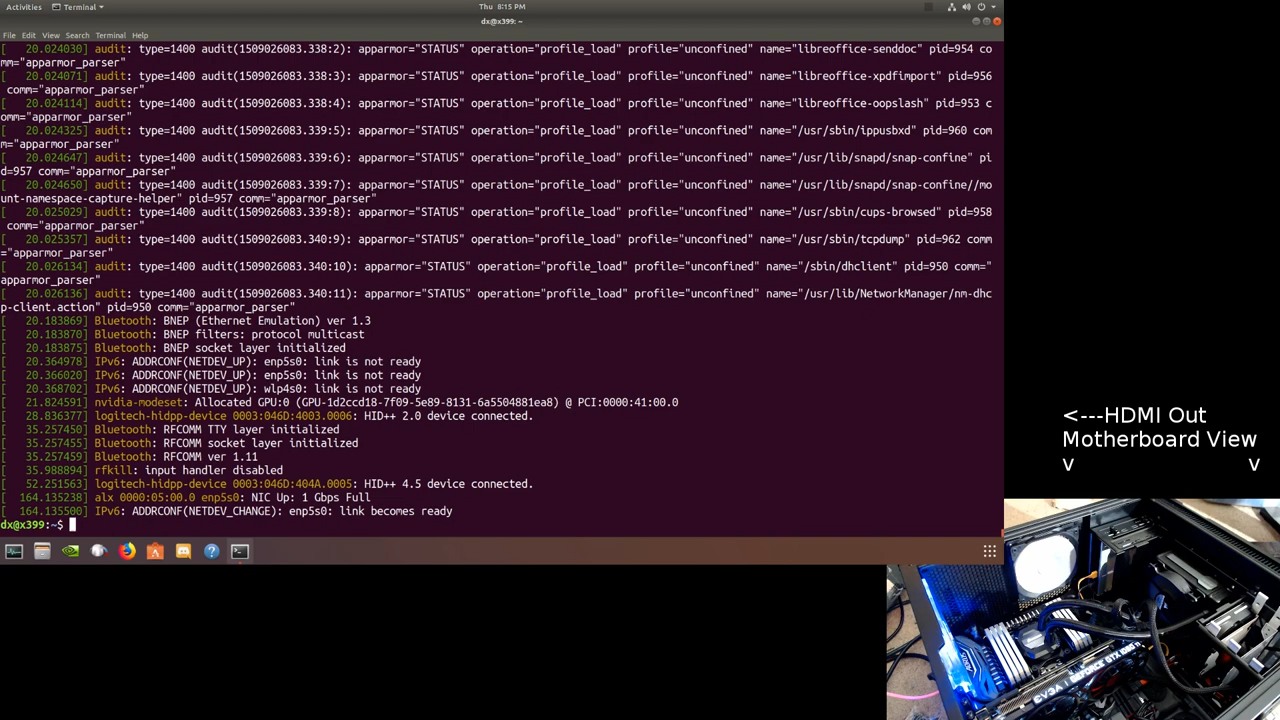 Activities Terminal Thu 8:15 PM
dx@x399: ~
File Edit View Search Terminal Help
[   20.024030] audit: type=1400 audit(1509026083.338:2): apparmor="STATUS" operation="profile_load" profile="unconfined" name="libreoffice-senddoc" pid=954 co
mm="apparmor_parser"
[   20.024071] audit: type=1400 audit(1509026083.338:3): apparmor="STATUS" operation="profile_load" profile="unconfined" name="libreoffice-xpdfimport" pid=956
 comm="apparmor_parser"
[   20.024114] audit: type=1400 audit(1509026083.338:4): apparmor="STATUS" operation="profile_load" profile="unconfined" name="libreoffice-oopslash" pid=953 c
omm="apparmor_parser"
[   20.024325] audit: type=1400 audit(1509026083.339:5): apparmor="STATUS" operation="profile_load" profile="unconfined" name="/usr/sbin/ippusbxd" pid=960 com
m="apparmor_parser"
[   20.024647] audit: type=1400 audit(1509026083.339:6): apparmor="STATUS" operation="profile_load" profile="unconfined" name="/usr/lib/snapd/snap-confine" pi
d=957 comm="apparmor_parser"
[   20.024650] audit: type=1400 audit(1509026083.339:7): apparmor="STATUS" operation="profile_load" profile="unconfined" name="/usr/lib/snapd/snap-confine//mo
unt-namespace-capture-helper" pid=957 comm="apparmor_parser"
[   20.025029] audit: type=1400 audit(1509026083.339:8): apparmor="STATUS" operation="profile_load" profile="unconfined" name="/usr/sbin/cups-browsed" pid=958
 comm="apparmor_parser"
[   20.025357] audit: type=1400 audit(1509026083.340:9): apparmor="STATUS" operation="profile_load" profile="unconfined" name="/usr/sbin/tcpdump" pid=962 comm
="apparmor_parser"
[   20.026134] audit: type=1400 audit(1509026083.340:10): apparmor="STATUS" operation="profile_load" profile="unconfined" name="/sbin/dhclient" pid=950 comm="
apparmor_parser"
[   20.026136] audit: type=1400 audit(1509026083.340:11): apparmor="STATUS" operation="profile_load" profile="unconfined" name="/usr/lib/NetworkManager/nm-dhc
p-client.action" pid=950 comm="apparmor_parser"
[   20.183869] Bluetooth: BNEP (Ethernet Emulation) ver 1.3
[   20.183870] Bluetooth: BNEP filters: protocol multicast
[   20.183875] Bluetooth: BNEP socket layer initialized
[   20.364978] IPv6: ADDRCONF(NETDEV_UP): enp5s0: link is not ready
[   20.366020] IPv6: ADDRCONF(NETDEV_UP): enp5s0: link is not ready
[   20.368702] IPv6: ADDRCONF(NETDEV_UP): wlp4s0: link is not ready
[   21.824591] nvidia-modeset: Allocated GPU:0 (GPU-1d2ccd18-7f09-5e89-8131-6a5504881ea8) @ PCI:0000:41:00.0
[   28.836377] logitech-hidpp-device 0003:046D:4003.0006: HID++ 2.0 device connected.
[   35.257450] Bluetooth: RFCOMM TTY layer initialized
[   35.257455] Bluetooth: RFCOMM socket layer initialized
[   35.257459] Bluetooth: RFCOMM ver 1.11
[   35.988894] rfkill: input handler disabled
[   52.251563] logitech-hidpp-device 0003:046D:404A.0005: HID++ 4.5 device connected.
[  164.135238] alx 0000:05:00.0 enp5s0: NIC Up: 1 Gbps Full
[  164.135500] IPv6: ADDRCONF(NETDEV_CHANGE): enp5s0: link becomes ready
dx@x399:~$
<---HDMI Out
Motherboard View
v v
EVGA GEFORCE GTX 1080 Ti